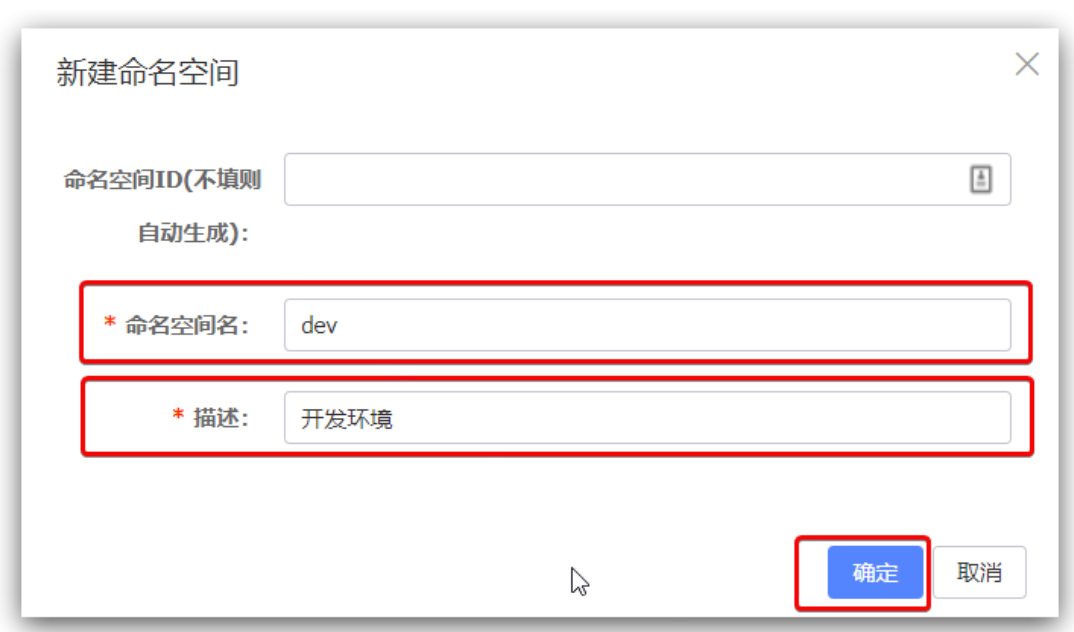 新建命名空间
命名空间ID(不填则
自动生成):
* 命名空间名: dev
* 描述: 开发环境
确定 取消